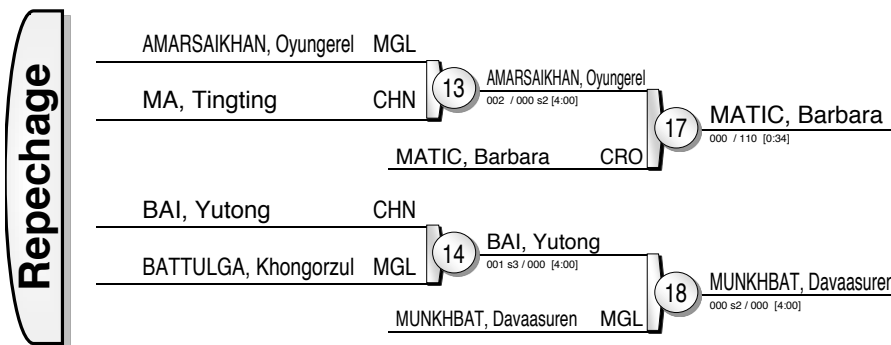 Repechage
AMARSAIKHAN, Oyungerel MGL
MA, Tingting CHN
13
AMARSAIKHAN, Oyungerel
002 / 000 s2 [4:00]
MATIC, Barbara CRO
17
MATIC, Barbara
000 / 110 [0:34]
BAI, Yutong CHN
BATTULGA, Khongorzul MGL
14
BAI, Yutong
001 s3 / 000 [4:00]
MUNKHBAT, Davaasuren MGL
18
MUNKHBAT, Davaasuren
000 s2 / 000 [4:00]